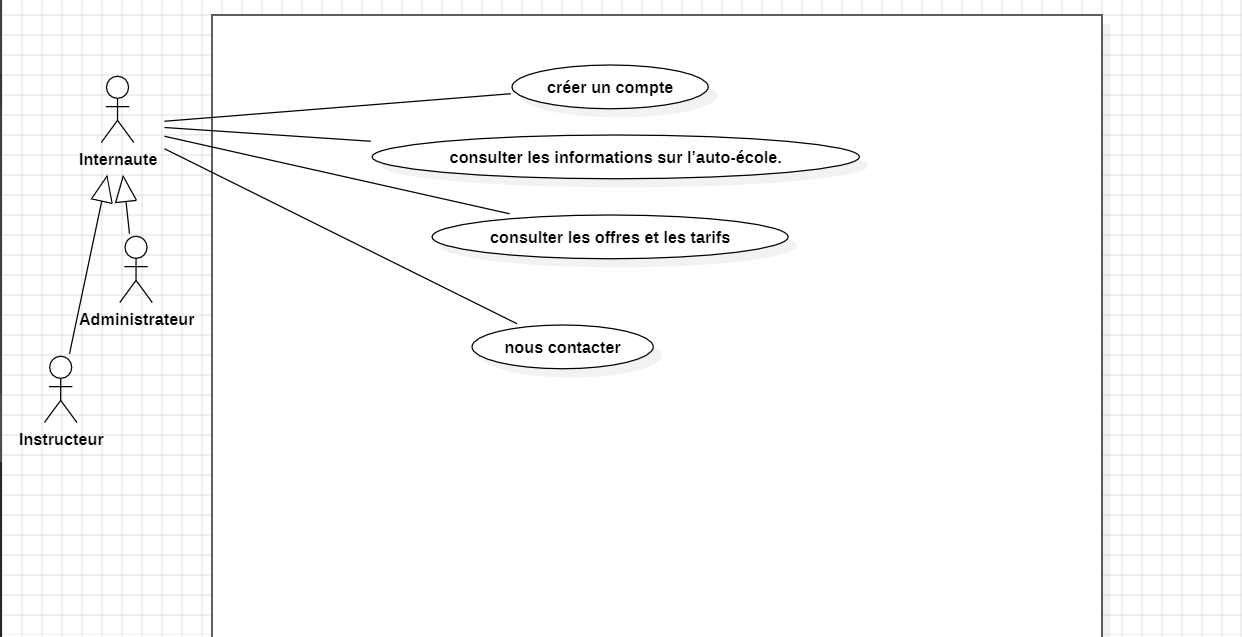 créer un compte
Internaute
consulter les informations sur l’auto-école.
consulter les offres et les tarifs
Administrateur
nous contacter
Instructeur